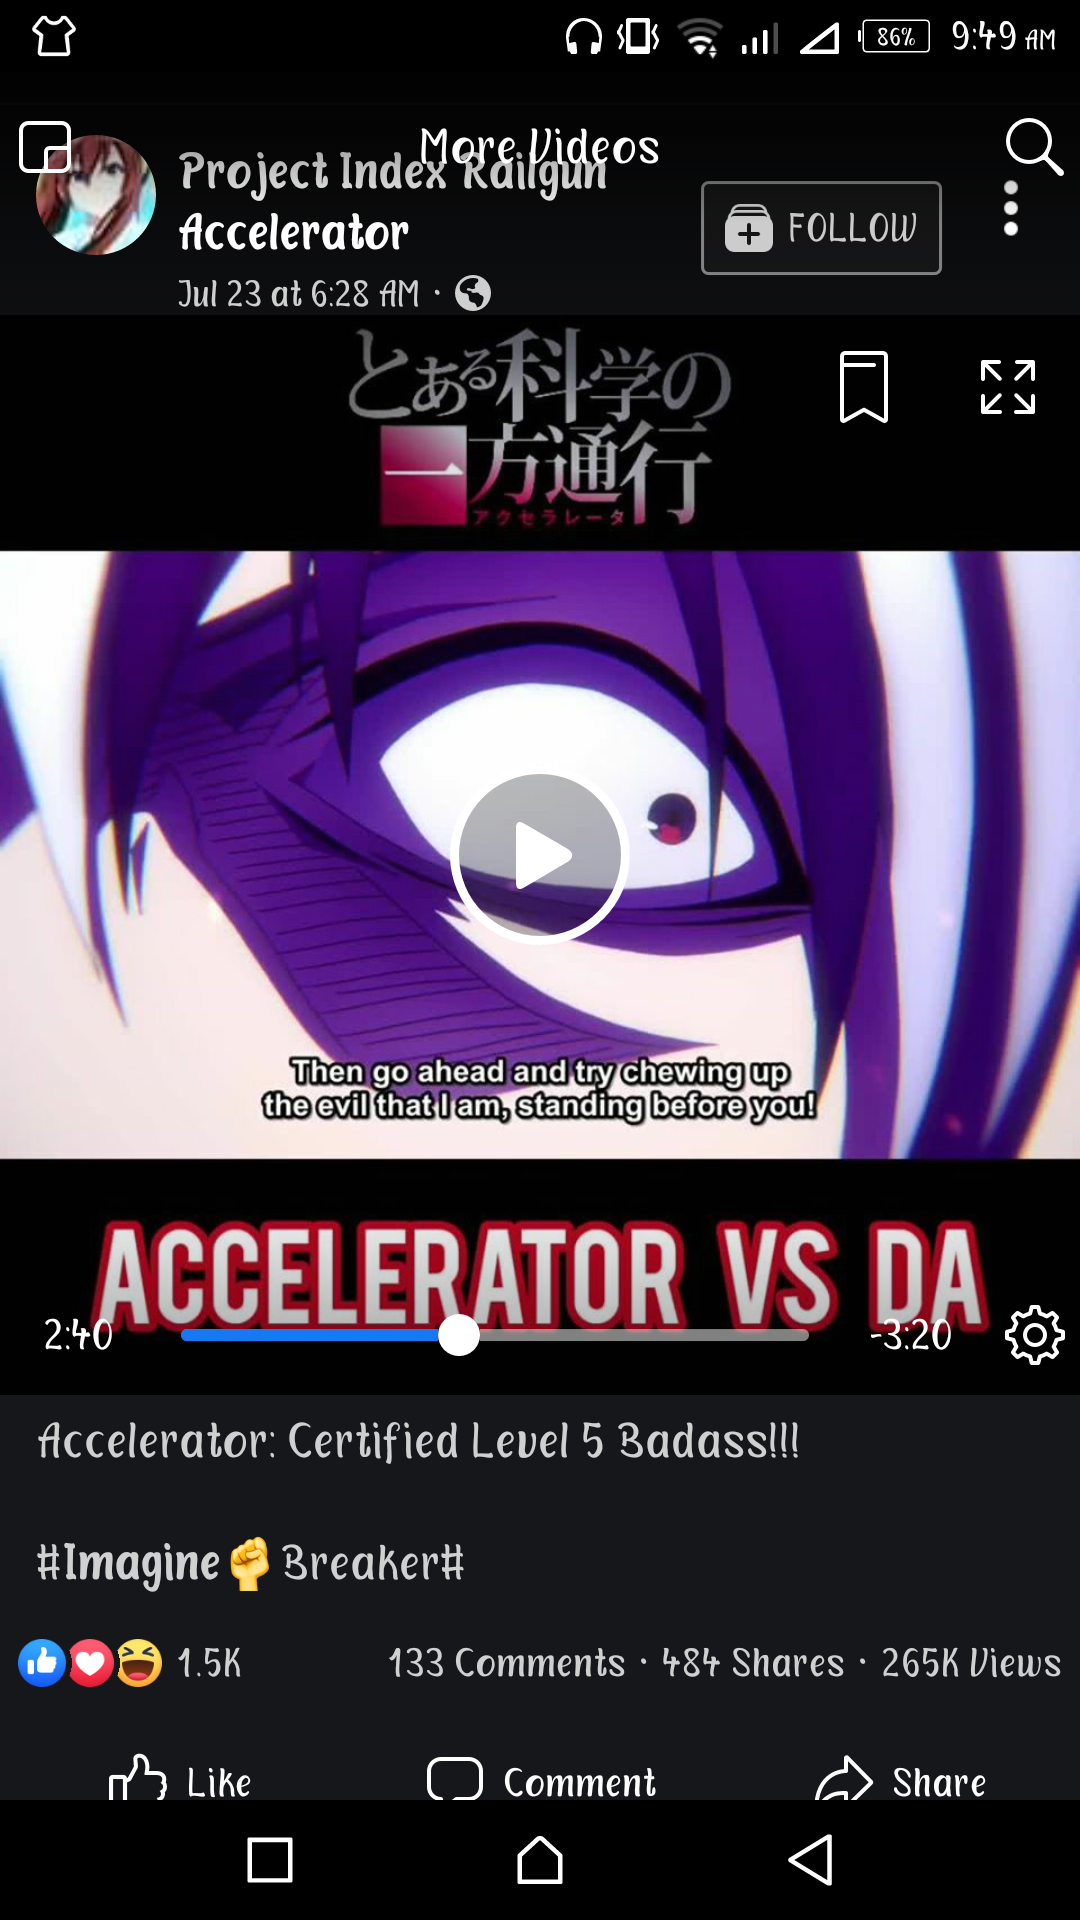 86% 9:49 AM
More Videos
Project Index Railgun
Accelerator
FOLLOW
Jul 23 at 6:28 AM ·
とある科学の
一方通行
アクセラレータ
Then go ahead and try chewing up
the evil that I am, standing before you!
ACCELERATOR VS DA
2:40 -3:20
Accelerator: Certified Level 5 Badass!!!
#Imagine✊Breaker#
1.5K 133 Comments · 484 Shares · 265K Views
Like Comment Share